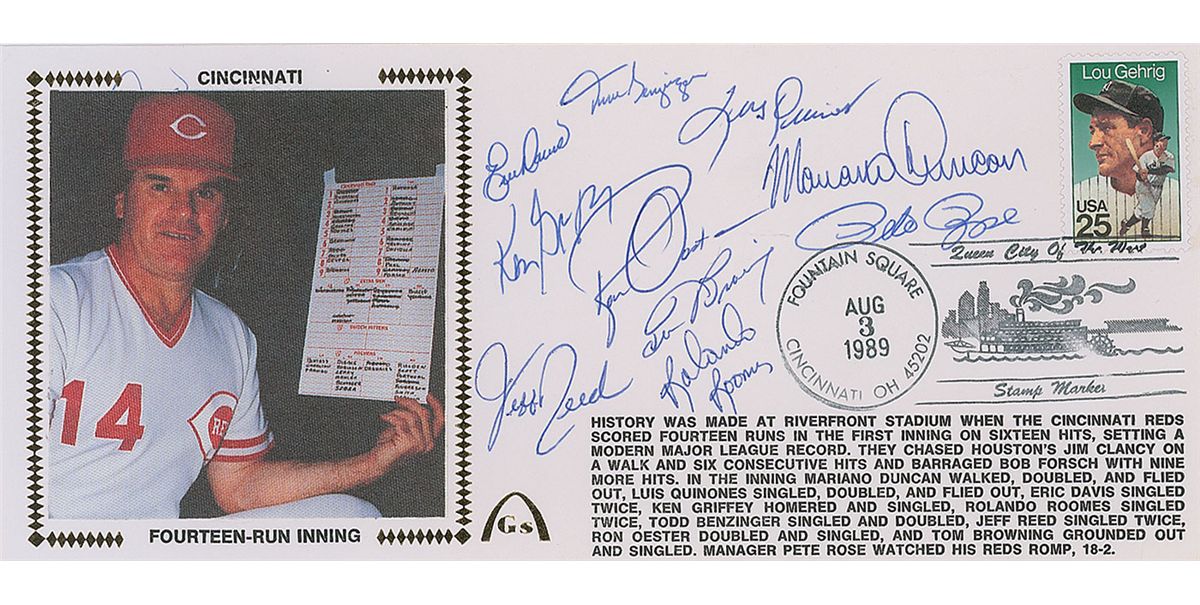 CINCINNATI
14
RE
FOURTEEN-RUN INNING
Todd Benzinger
Eric Davis
Luis Quinones
Mariano Duncan
Ken Griffey
Ron Oester
Pete Rose
Tom Browning
Rolando
Roomes
Jeff Reed
Lou Gehrig
USA
25
Queen City Of The West
FOUNTAIN SQUARE
AUG
3
1989
CINCINNATI OH 45202
Stamp Marker
Gs
HISTORY WAS MADE AT RIVERFRONT STADIUM WHEN THE CINCINNATI REDS
SCORED FOURTEEN RUNS IN THE FIRST INNING ON SIXTEEN HITS, SETTING A
MODERN MAJOR LEAGUE RECORD. THEY CHASED HOUSTON'S JIM CLANCY ON
A WALK AND SIX CONSECUTIVE HITS AND BARRAGED BOB FORSCH WITH NINE
MORE HITS. IN THE INNING MARIANO DUNCAN WALKED, DOUBLED, AND FLIED
OUT, LUIS QUINONES SINGLED, DOUBLED, AND FLIED OUT, ERIC DAVIS SINGLED
TWICE, KEN GRIFFEY HOMERED AND SINGLED, ROLANDO ROOMES SINGLED
TWICE, TODD BENZINGER SINGLED AND DOUBLED, JEFF REED SINGLED TWICE,
RON OESTER DOUBLED AND SINGLED, AND TOM BROWNING GROUNDED OUT
AND SINGLED. MANAGER PETE ROSE WATCHED HIS REDS ROMP, 18-2.